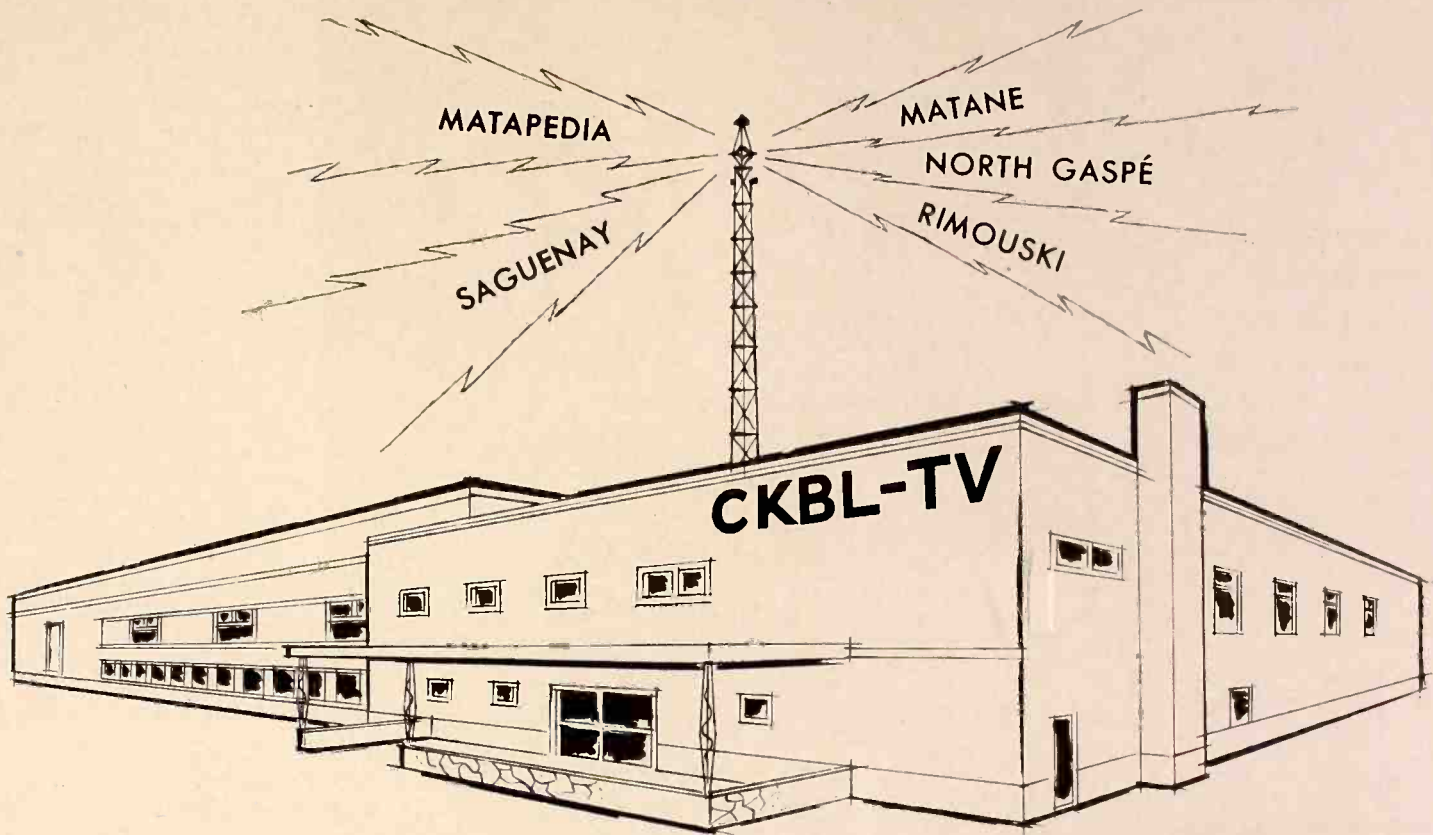 MATAPEDIA
SAGUENAY
MATANE
NORTH GASPÉ
RIMOUSKI
CKBL-TV